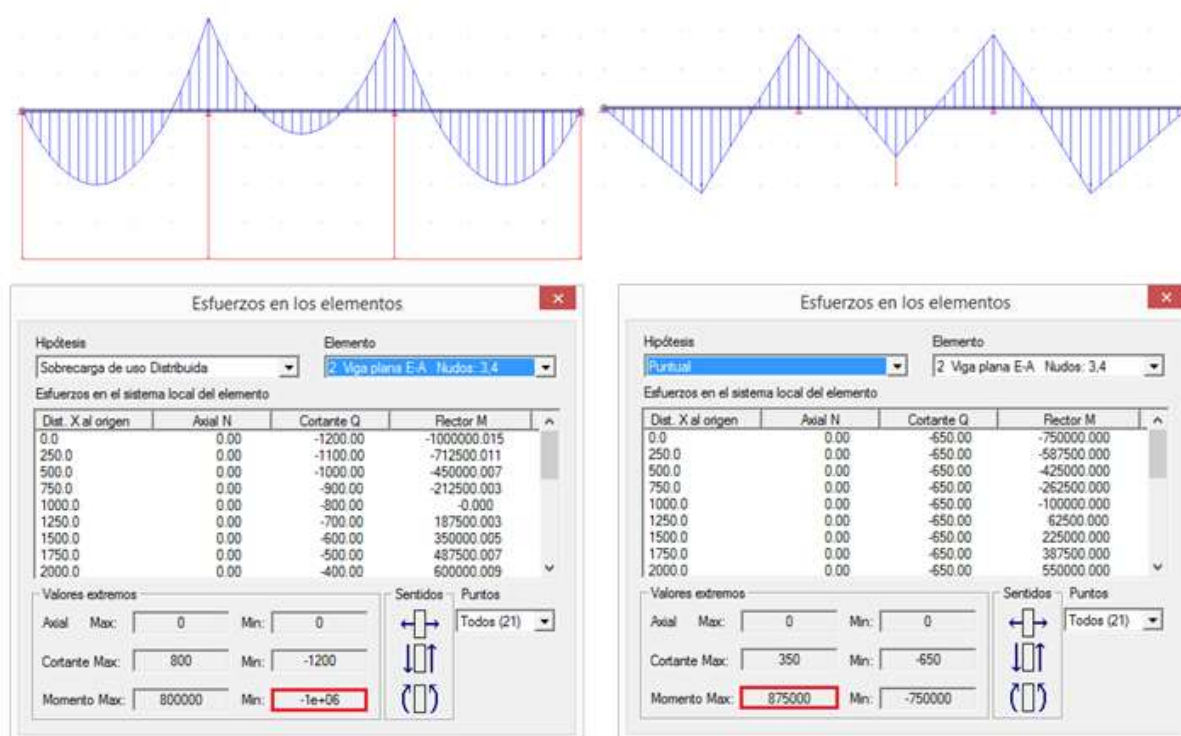 Esfuerzos en los elementos
Hipótesis Elemento
Sobrecarga de uso Distribuida 2 Viga plana E-A Nudos: 3,4
Esfuerzos en el sistema local del elemento
Dist. X al origen Axial N Cortante Q Flector M
0.0 0.00 -1200.00 -1000000.015
250.0 0.00 -1100.00 -712500.011
500.0 0.00 -1000.00 -450000.007
750.0 0.00 -900.00 -212500.003
1000.0 0.00 -800.00 -0.000
1250.0 0.00 -700.00 187500.003
1500.0 0.00 -600.00 350000.005
1750.0 0.00 -500.00 487500.007
2000.0 0.00 -400.00 600000.009
Valores extremos Sentidos Puntos
Axial Max: 0 Min: 0 Todos (21)
Cortante Max: 800 Min: -1200
Momento Max: 800000 Min: -1e+06
Esfuerzos en los elementos
Hipótesis Elemento
Puntual 2 Viga plana E-A Nudos: 3,4
Esfuerzos en el sistema local del elemento
Dist. X al origen Axial N Cortante Q Flector M
0.0 0.00 -650.00 -750000.000
250.0 0.00 -650.00 -587500.000
500.0 0.00 -650.00 -425000.000
750.0 0.00 -650.00 -262500.000
1000.0 0.00 -650.00 -100000.000
1250.0 0.00 -650.00 62500.000
1500.0 0.00 -650.00 225000.000
1750.0 0.00 -650.00 387500.000
2000.0 0.00 -650.00 550000.000
Valores extremos Sentidos Puntos
Axial Max: 0 Min: 0 Todos (21)
Cortante Max: 350 Min: -650
Momento Max: 875000 Min: -750000